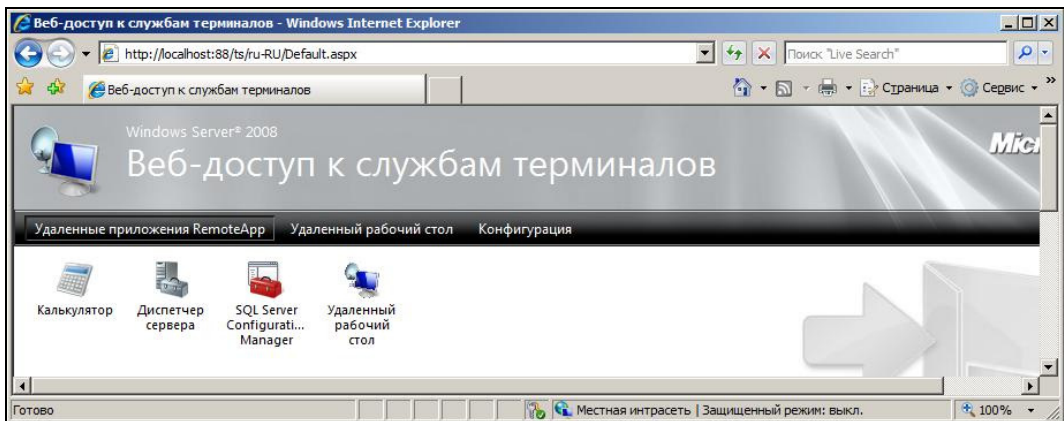 Веб-доступ к службам терминалов - Windows Internet Explorer
http://localhost:88/ts/ru-RU/Default.aspx
Поиск "Live Search"
Веб-доступ к службам терминалов
Страница
Сервис
Windows Server® 2008
Веб-доступ к службам терминалов
Micr
Удаленные приложения RemoteApp
Удаленный рабочий стол
Конфигурация
Калькулятор
Диспетчер сервера
SQL Server Configurati... Manager
Удаленный рабочий стол
Готово
Местная интрасеть | Защищенный режим: выкл.
100%